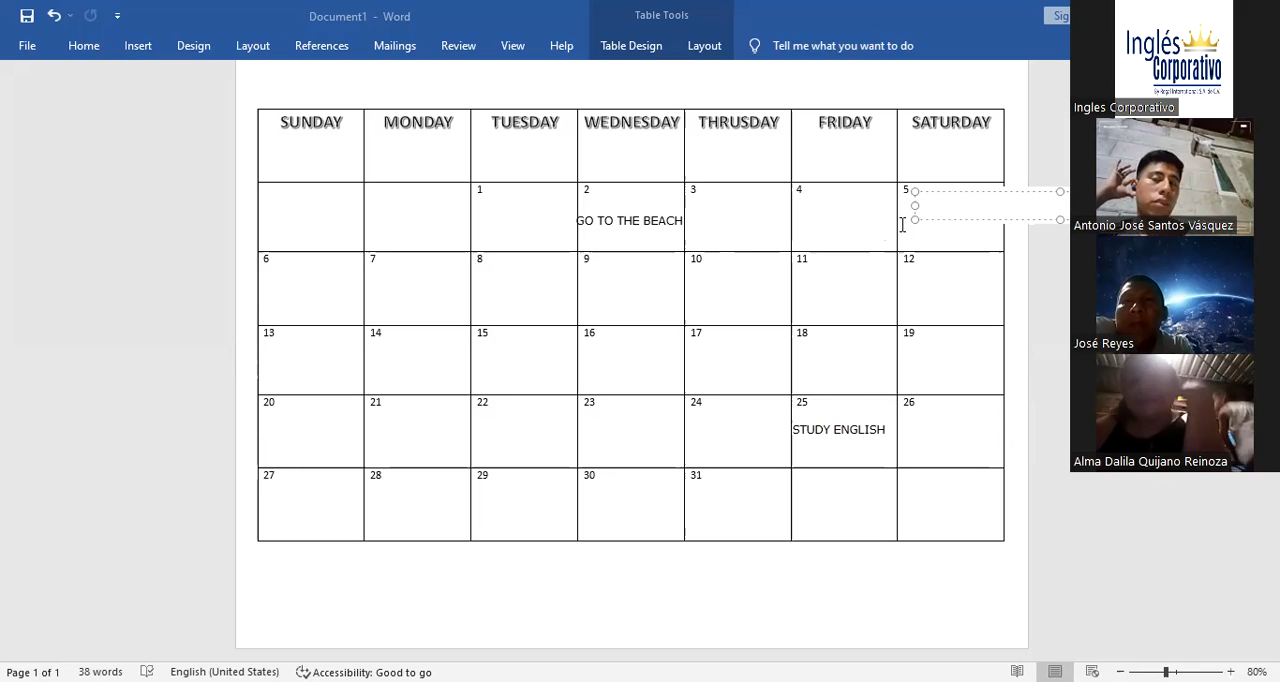 Document1 - Word
Table Tools
Sig
File Home Insert Design Layout References Mailings Review View Help Table Design Layout Tell me what you want to do
Inglés
Corporativo
By Regal International S.A. de C.V.
Ingles Corporativo
SUNDAY MONDAY TUESDAY WEDNESDAY THRUSDAY FRIDAY SATURDAY
1 2 3 4 5
GO TO THE BEACH
Antonio José Santos Vásquez
6 7 8 9 10 11 12
13 14 15 16 17 18 19
José Reyes
20 21 22 23 24 25 26
STUDY ENGLISH
Alma Dalila Quijano Reinoza
27 28 29 30 31
Page 1 of 1 38 words English (United States) Accessibility: Good to go 80%